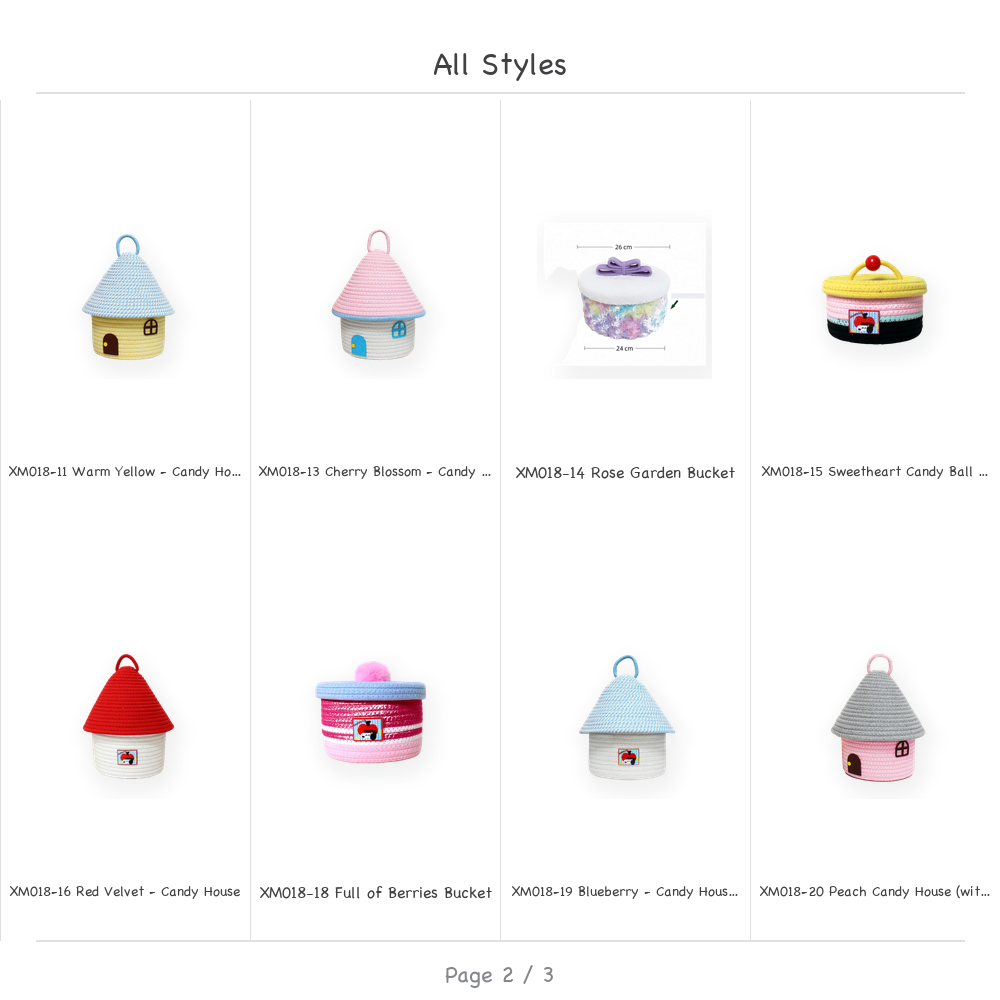 All Styles
26 cm
24 cm
XM018-11 Warm Yellow - Candy Ho...
XM018-13 Cherry Blossom - Candy ...
XM018-14 Rose Garden Bucket
XM018-15 Sweetheart Candy Ball ...
XM018-16 Red Velvet - Candy House
XM018-18 Full of Berries Bucket
XM018-19 Blueberry - Candy Hous...
XM018-20 Peach Candy House (wit...
Page 2 / 3